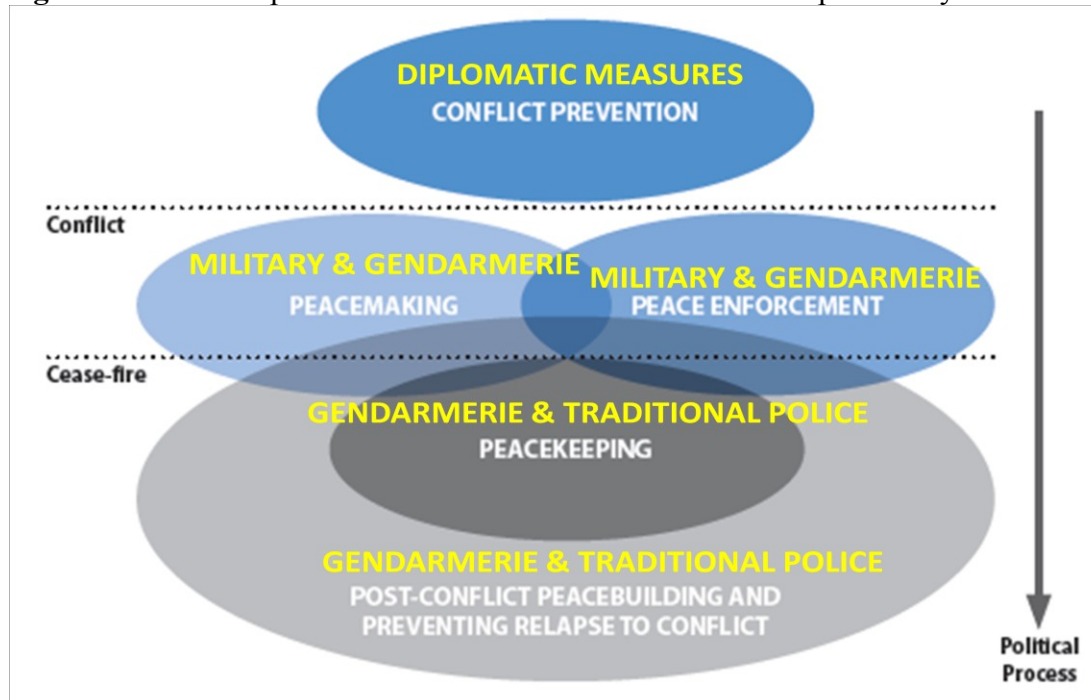 DIPLOMATIC MEASURES
CONFLICT PREVENTION
Conflict
MILITARY & GENDARMERIE
PEACEMAKING
MILITARY & GENDARMERIE
PEACE ENFORCEMENT
Cease-fire
GENDARMERIE & TRADITIONAL POLICE
PEACEKEEPING
GENDARMERIE & TRADITIONAL POLICE
POST-CONFLICT PEACEBUILDING AND
PREVENTING RELAPSE TO CONFLICT
Political
Process